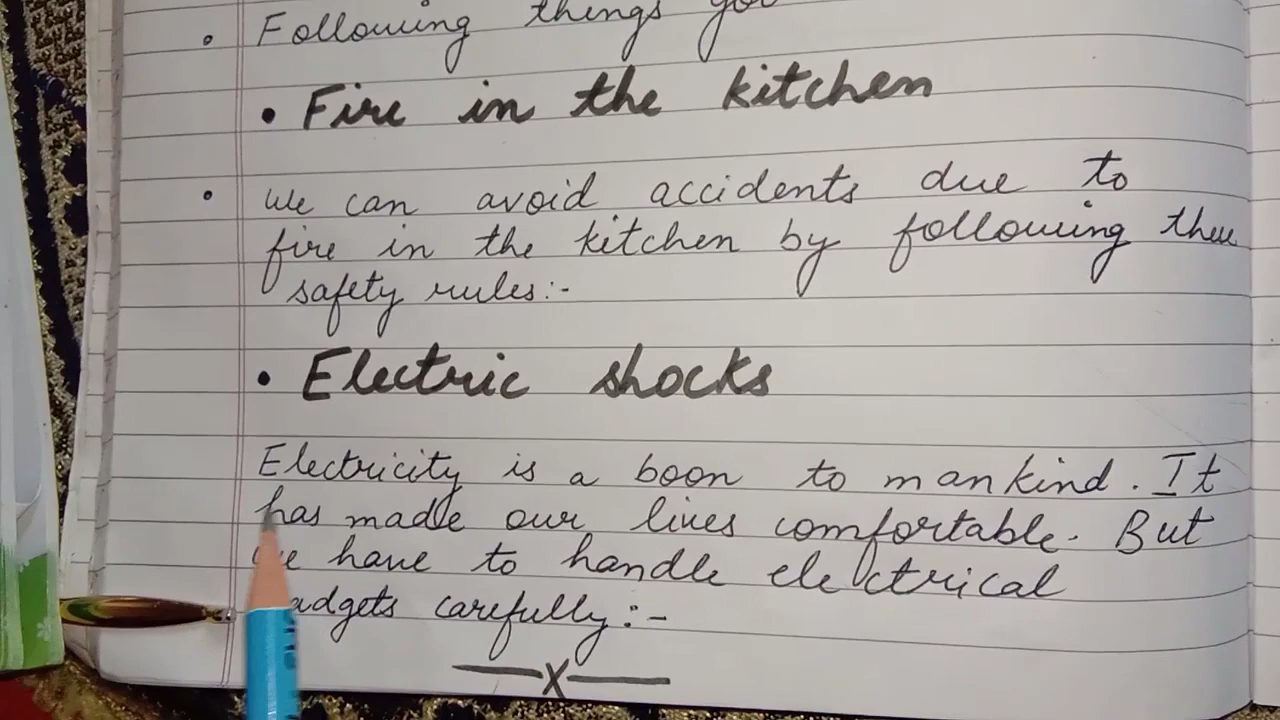 • Following things you
• Fire in the kitchen
• We can avoid accidents due to
fire in the kitchen by following these
safety rules:-
• Electric shocks
Electricity is a boon to mankind. It
has made our lives comfortable. But
we have to handle electrical
gadgets carefully:-
—x—